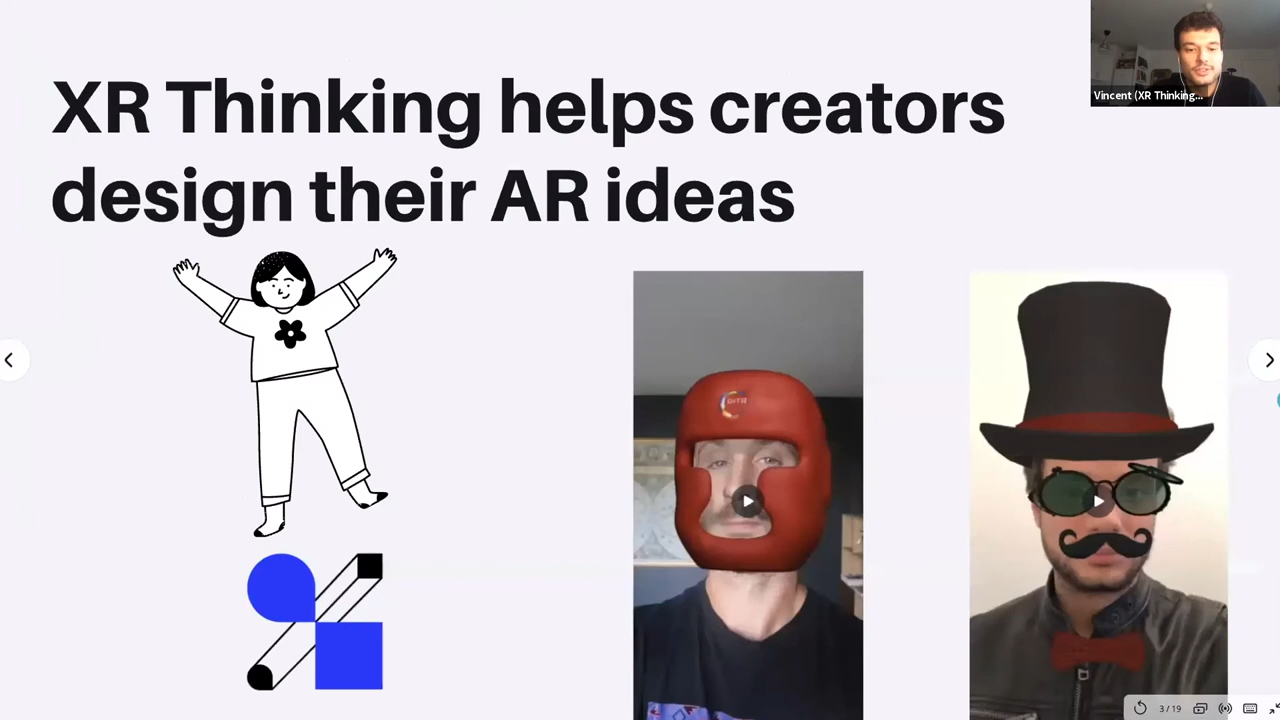 XR Thinking helps creators
design their AR ideas
Vincent (XR Thinking...
3 / 19